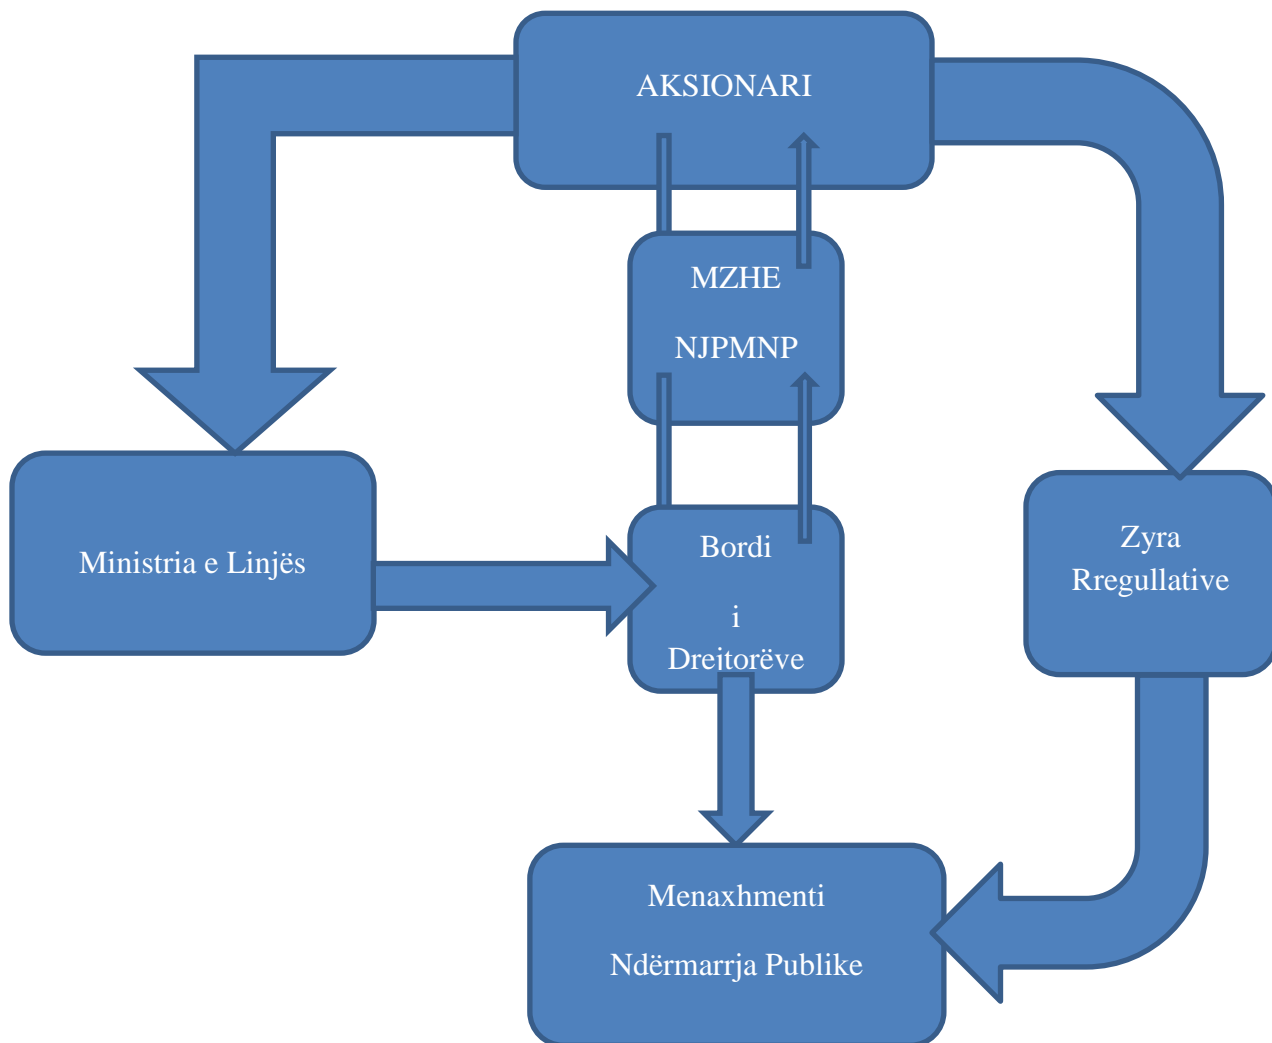 AKSIONARI
MZHE
NJPMNP
Ministria e Linjës
Bordi
i
Drejtorëve
Zyra
Rregullative
Menaxhmenti
Ndërmarrja Publike